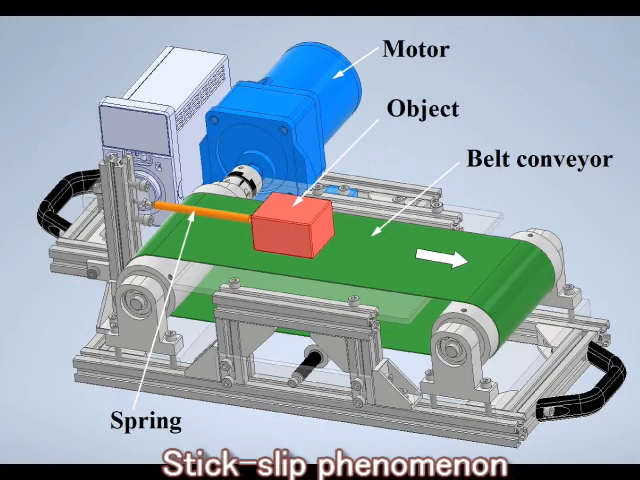 Motor
Object
Belt conveyor
Spring
Stick-slip phenomenon